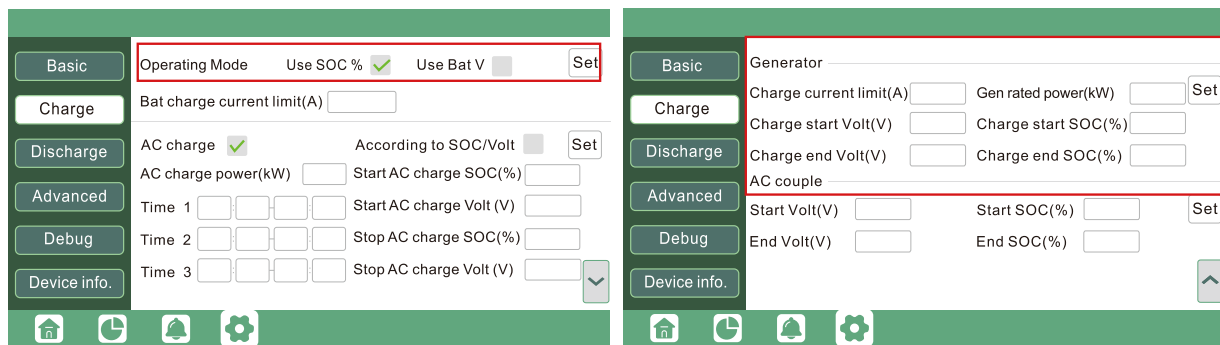 Basic
Charge
Discharge
Advanced
Debug
Device info.
Operating Mode Use SOC % Use Bat V Set
Bat charge current limit(A)
AC charge According to SOC/Volt Set
AC charge power(kW) Start AC charge SOC(%)
Time 1 Start AC charge Volt (V)
Time 2 Stop AC charge SOC(%)
Time 3 Stop AC charge Volt (V)
Basic
Charge
Discharge
Advanced
Debug
Device info.
Generator
Charge current limit(A) Gen rated power(kW) Set
Charge start Volt(V) Charge start SOC(%)
Charge end Volt(V) Charge end SOC(%)
AC couple
Start Volt(V) Start SOC(%) Set
End Volt(V) End SOC(%)